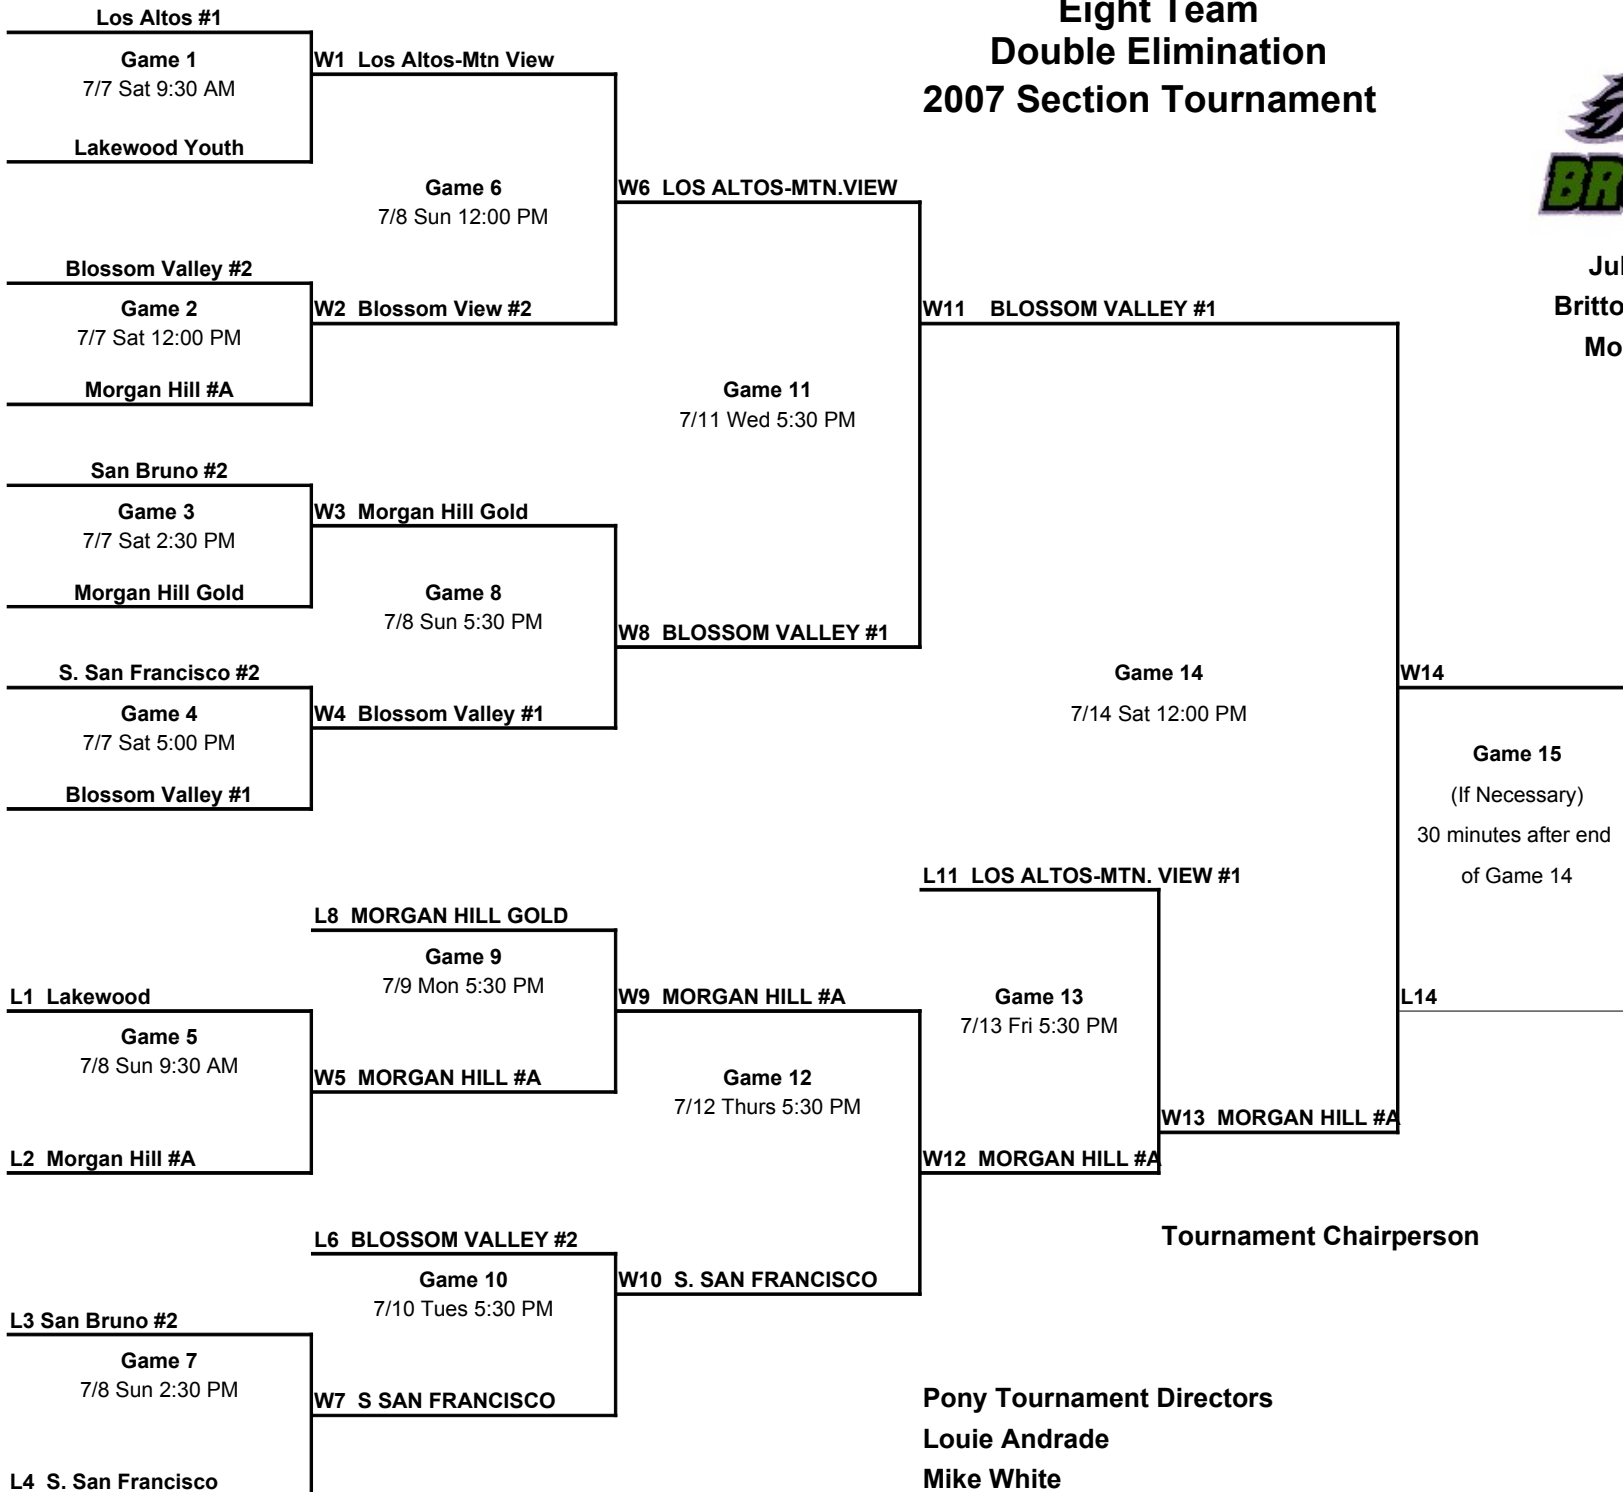 Eight Team
Double Elimination
2007 Section Tournament
Los Altos #1
Game 1
7/7 Sat 9:30 AM
Lakewood Youth
W1 Los Altos-Mtn View
Game 6
7/8 Sun 12:00 PM
W6 LOS ALTOS-MTN.VIEW
Blossom Valley #2
Game 2
7/7 Sat 12:00 PM
Morgan Hill #A
W2 Blossom View #2
W11 BLOSSOM VALLEY #1
Game 11
7/11 Wed 5:30 PM
San Bruno #2
Game 3
7/7 Sat 2:30 PM
Morgan Hill Gold
W3 Morgan Hill Gold
Game 8
7/8 Sun 5:30 PM
W8 BLOSSOM VALLEY #1
S. San Francisco #2
Game 4
7/7 Sat 5:00 PM
Blossom Valley #1
W4 Blossom Valley #1
Game 14
7/14 Sat 12:00 PM
W14
Game 15
(If Necessary)
30 minutes after end
of Game 14
L14
L11 LOS ALTOS-MTN. VIEW #1
Game 13
7/13 Fri 5:30 PM
W13 MORGAN HILL #A
L8 MORGAN HILL GOLD
Game 9
7/9 Mon 5:30 PM
W9 MORGAN HILL #A
L1 Lakewood
Game 5
7/8 Sun 9:30 AM
W5 MORGAN HILL #A
L2 Morgan Hill #A
Game 12
7/12 Thurs 5:30 PM
W12 MORGAN HILL #A
L6 BLOSSOM VALLEY #2
Game 10
7/10 Tues 5:30 PM
W10 S. SAN FRANCISCO
L3 San Bruno #2
Game 7
7/8 Sun 2:30 PM
W7 S SAN FRANCISCO
L4 S. San Francisco
Tournament Chairperson
Pony Tournament Directors
Louie Andrade
Mike White